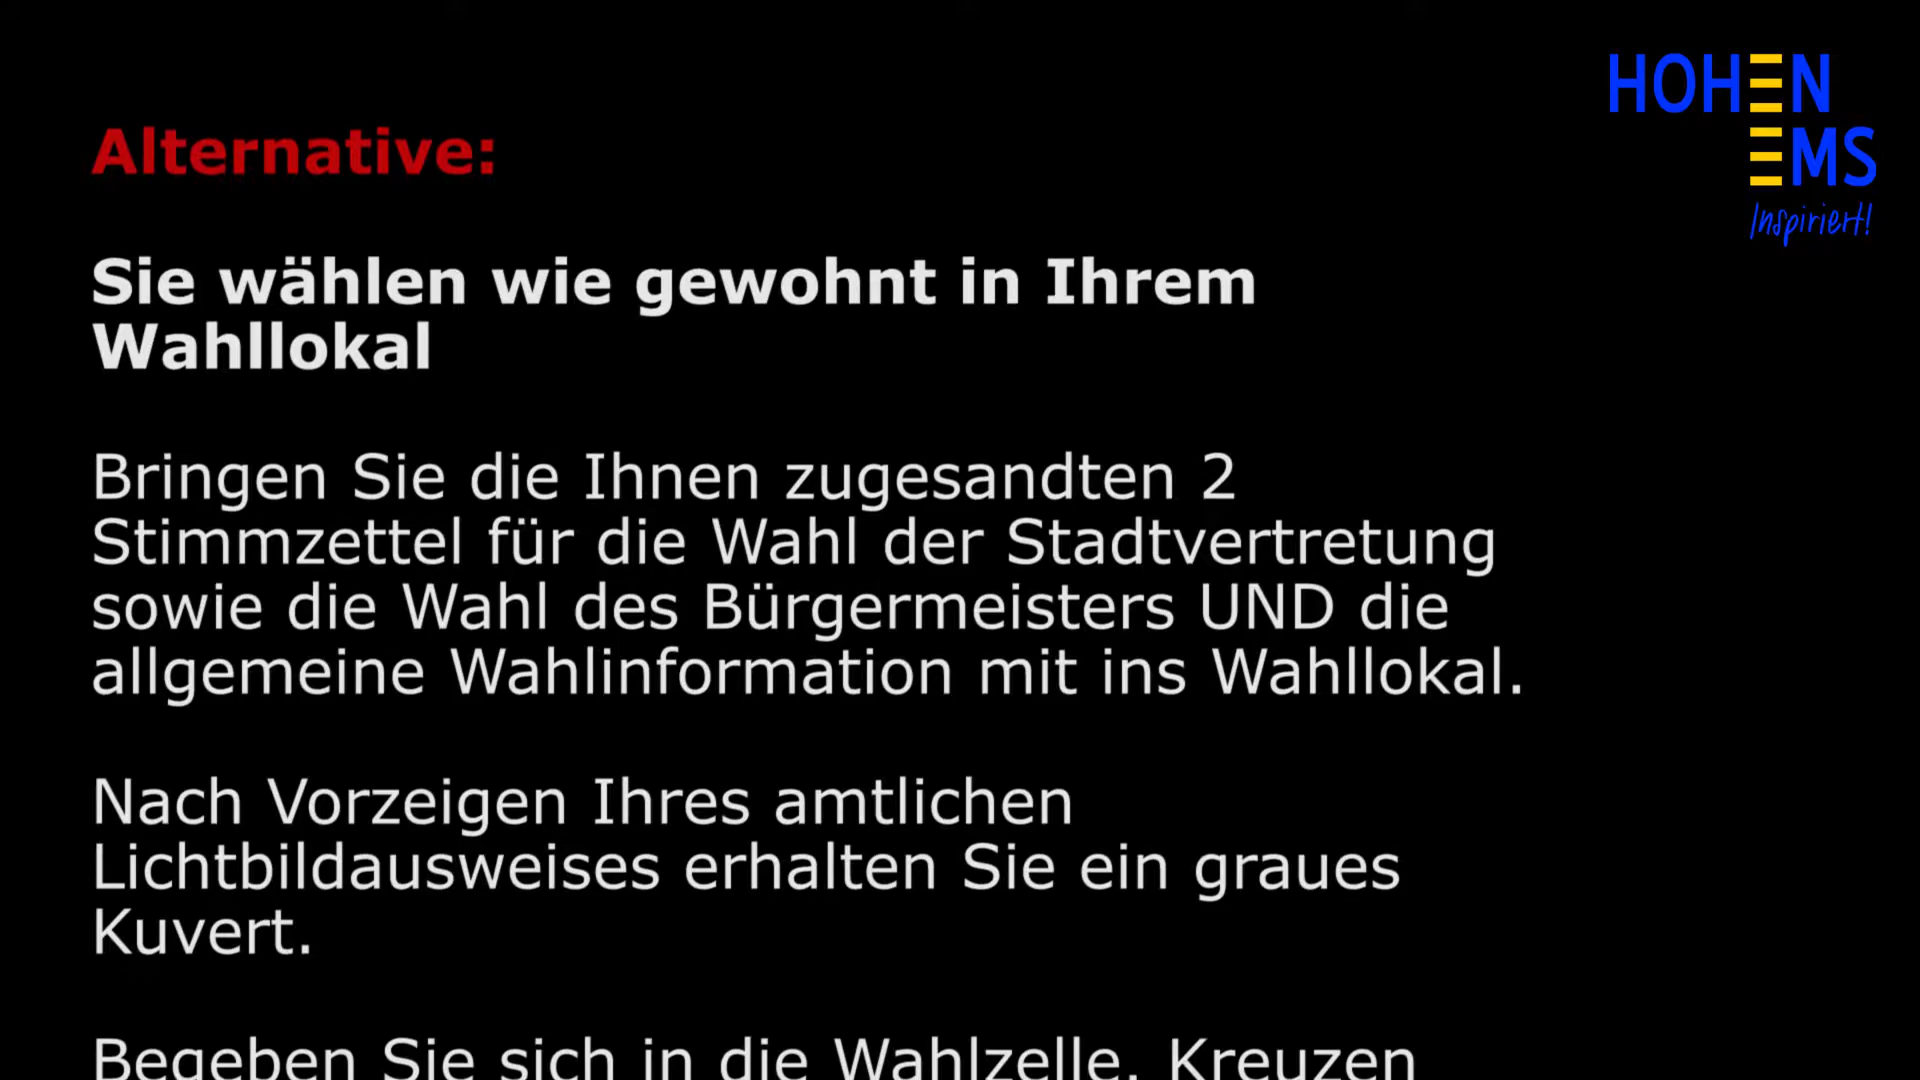 HOHEN
EMS
Inspiriert!
Alternative:
Sie wählen wie gewohnt in Ihrem
Wahllokal
Bringen Sie die Ihnen zugesandten 2
Stimmzettel für die Wahl der Stadtvertretung
sowie die Wahl des Bürgermeisters UND die
allgemeine Wahlinformation mit ins Wahllokal.
Nach Vorzeigen Ihres amtlichen
Lichtbildausweises erhalten Sie ein graues
Kuvert.
Begeben Sie sich in die Wahlzelle. Kreuzen